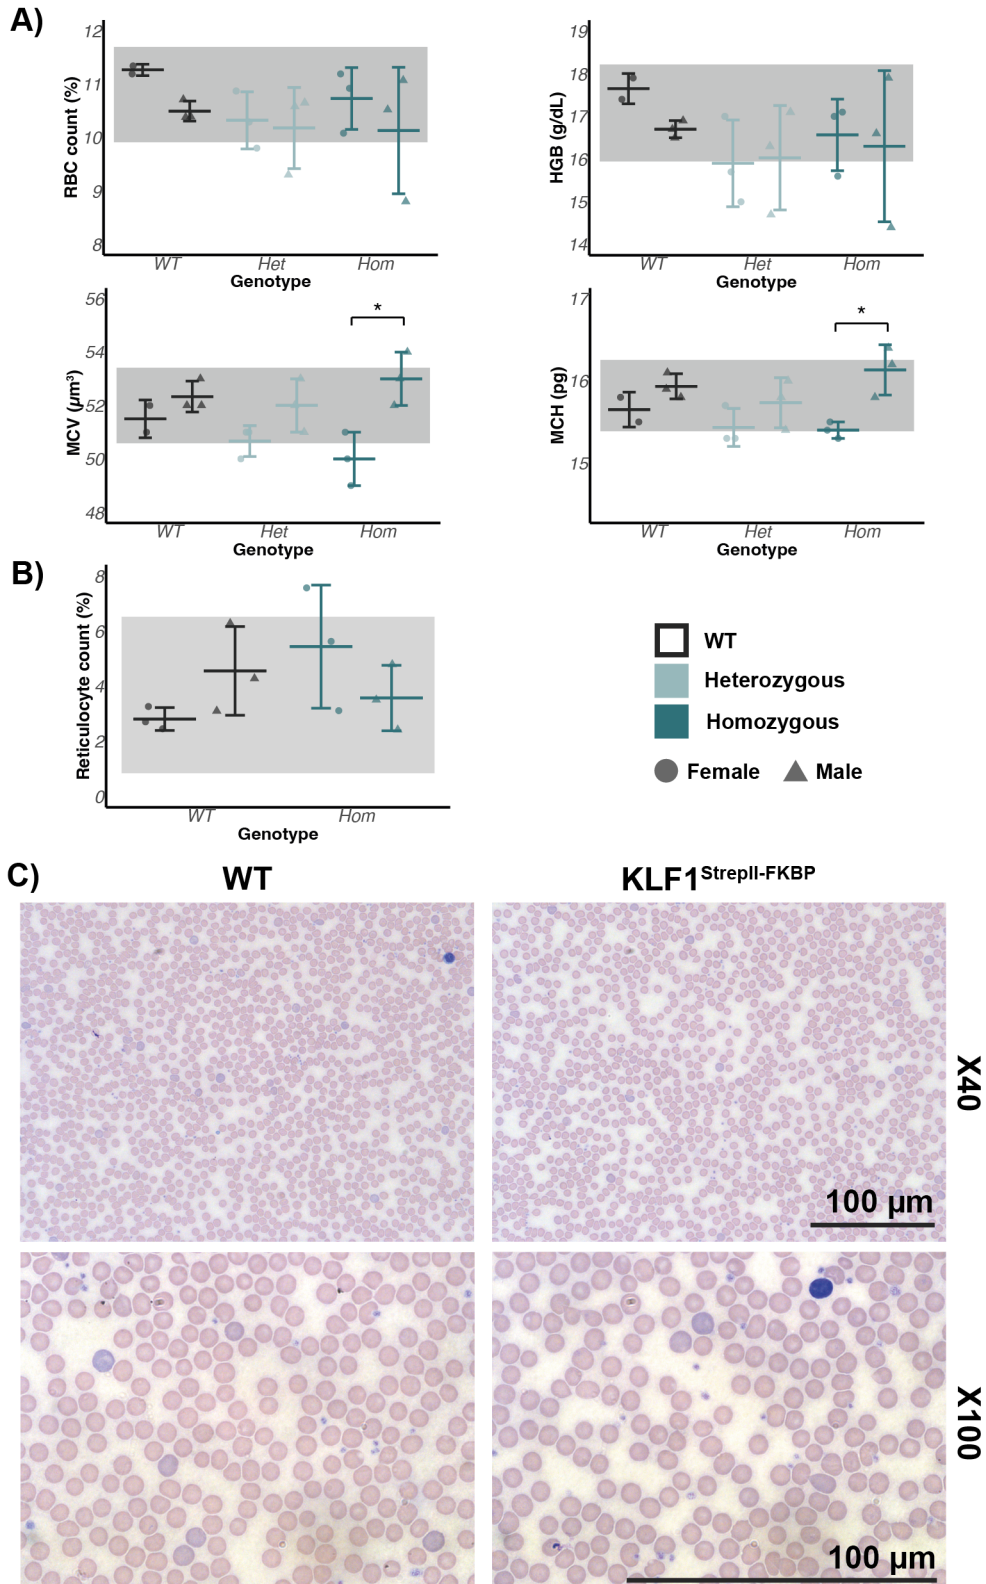 A)
RBC count (%)
12
11
10
9
8
WT Het Hom
Genotype
HGB (g/dL)
19
18
17
16
15
14
WT Het Hom
Genotype
MCV (µm³)
56
54
52
50
48
*
WT Het Hom
Genotype
MCH (pg)
17
16
15
*
WT Het Hom
Genotype
B)
Reticulocyte count (%)
8
6
4
2
0
WT Hom
Genotype
WT
Heterozygous
Homozygous
Female Male
C)
WT
KLF1StrepII-FKBP
X40
100 µm
X100
100 µm